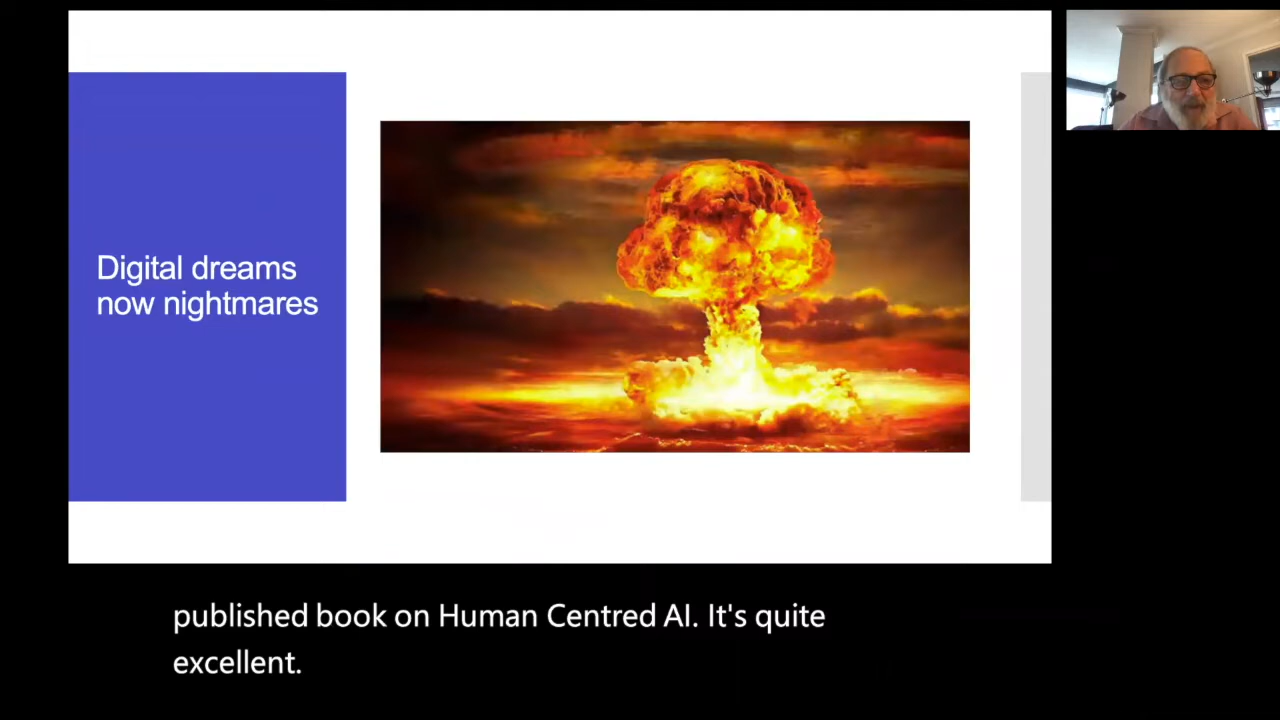 Digital dreams
now nightmares
published book on Human Centred AI. It's quite
excellent.